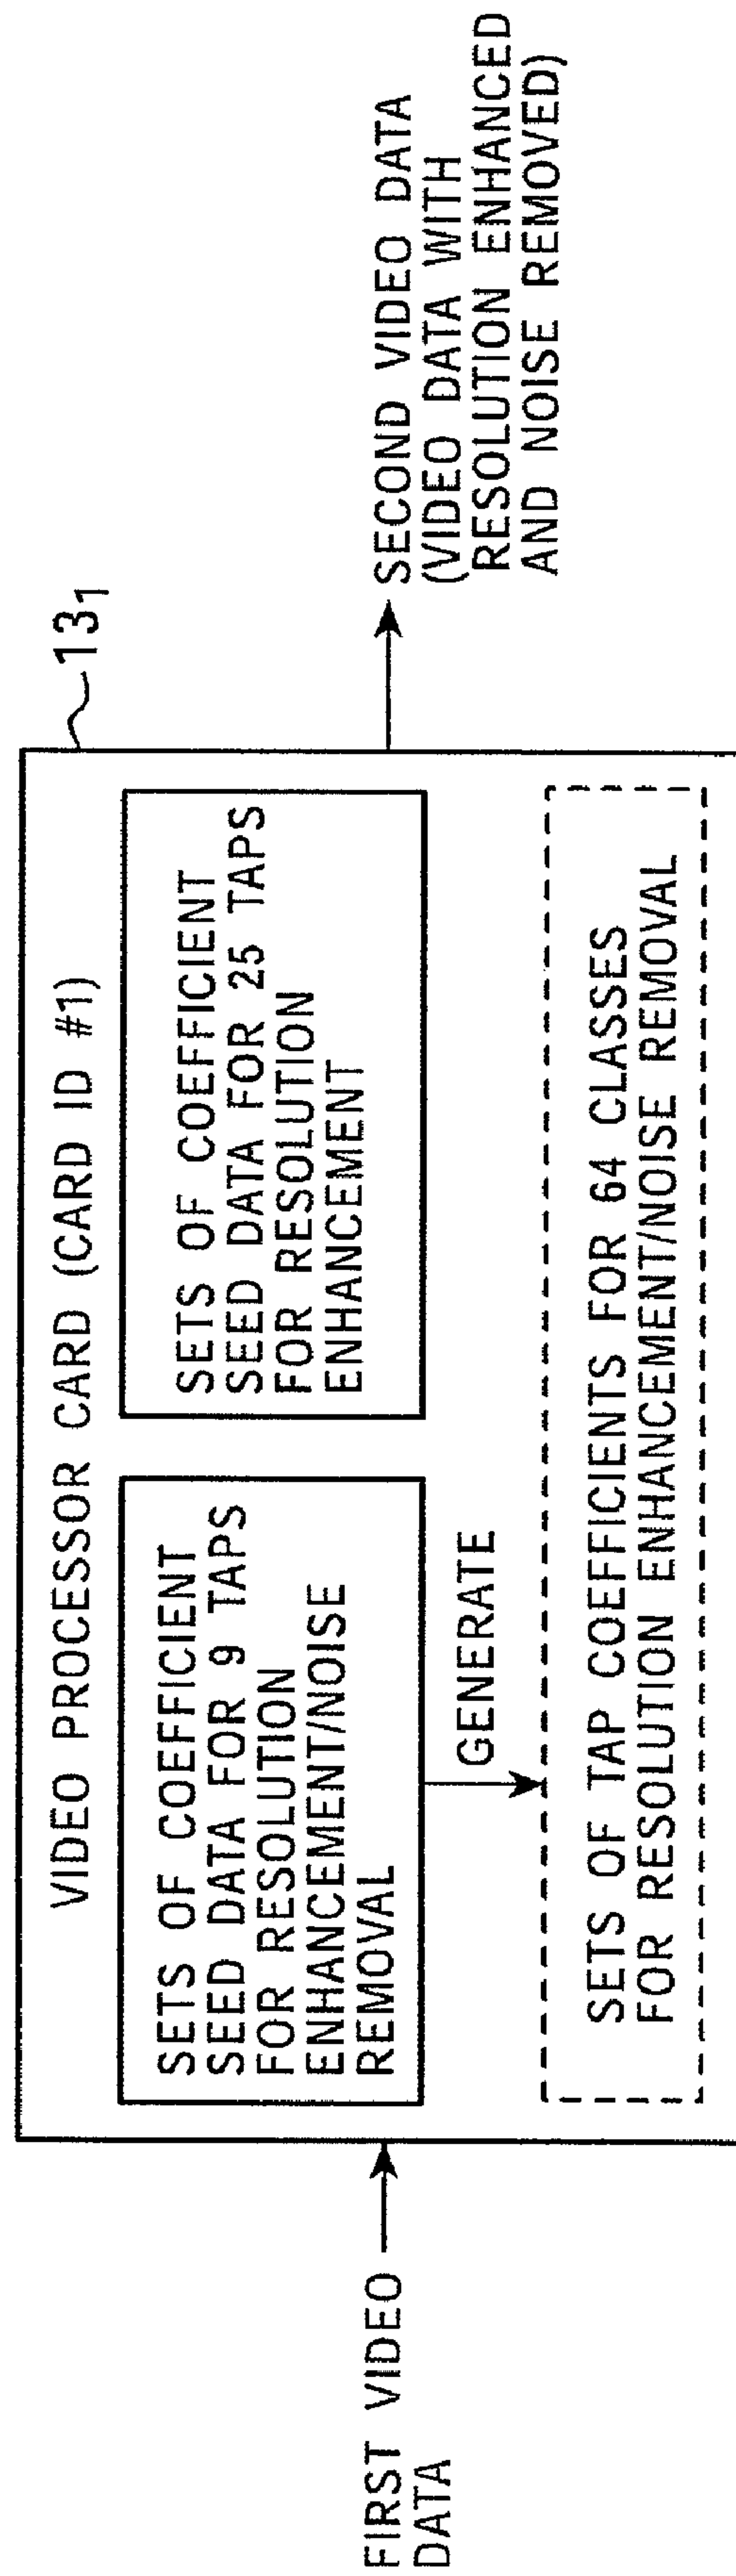 FIRST VIDEO
DATA
VIDEO PROCESSOR CARD (CARD ID #1)
13₁
SETS OF COEFFICIENT
SEED DATA FOR 9 TAPS
FOR RESOLUTION
ENHANCEMENT/NOISE
REMOVAL
SETS OF COEFFICIENT
SEED DATA FOR 25 TAPS
FOR RESOLUTION
ENHANCEMENT
GENERATE
SETS OF TAP COEFFICIENTS FOR 64 CLASSES
FOR RESOLUTION ENHANCEMENT/NOISE REMOVAL
SECOND VIDEO DATA
(VIDEO DATA WITH
RESOLUTION ENHANCED
AND NOISE REMOVED)